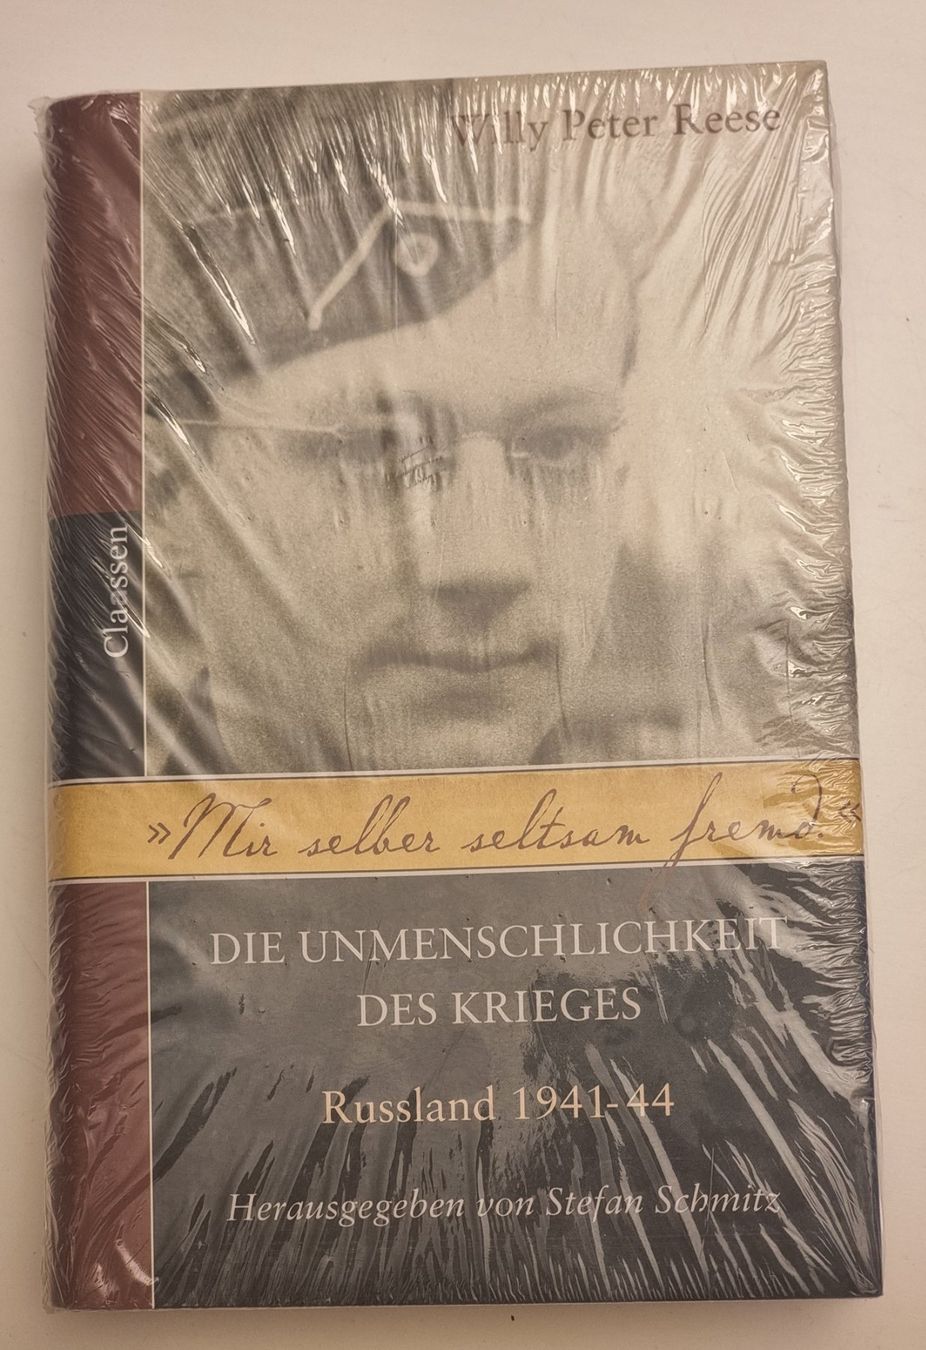 Willy Peter Reese
Claassen
»Mir selber seltsam fremd.«
DIE UNMENSCHLICHKEIT
DES KRIEGES
Russland 1941-44
Herausgegeben von Stefan Schmitz